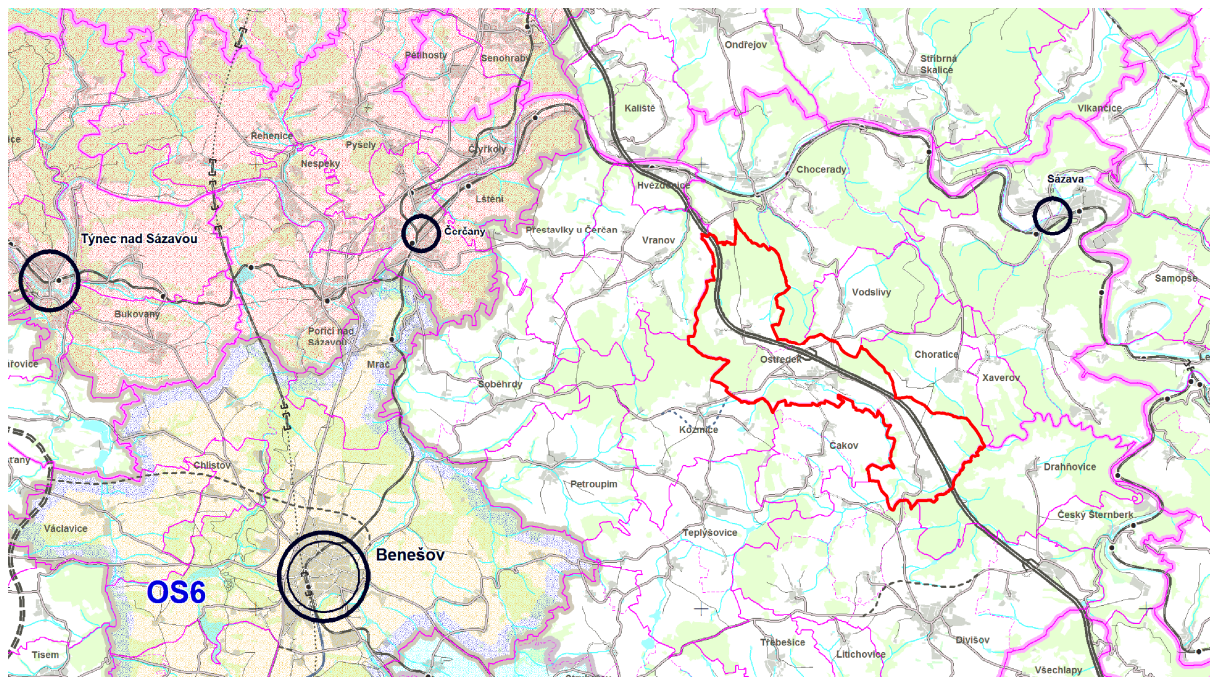 Ondřejov
Pětihosty
Senohraby
Stříbrná
Skalice
Kaliště
Vlkančice
Řehenice
Pyšely
Čtyřkoly
Nespeky
Chocerady
Sázava
Hvězdonice
Lštění
Týnec nad Sázavou
Čerčany
Přestavlky u Čerčan
Vranov
Samopše
Vodslivy
Bukovany
Poříčí nad
Sázavou
Ostředek
Choratice
Mrač
Xaverov
Soběhrdy
Kozmice
Čakov
Chlistov
Drahňovice
Petroupim
Václavice
Český Šternberk
Teplýšovice
Benešov
OS6
Třebešice
Divišov
Litichovice
Tisem
Všechlapy